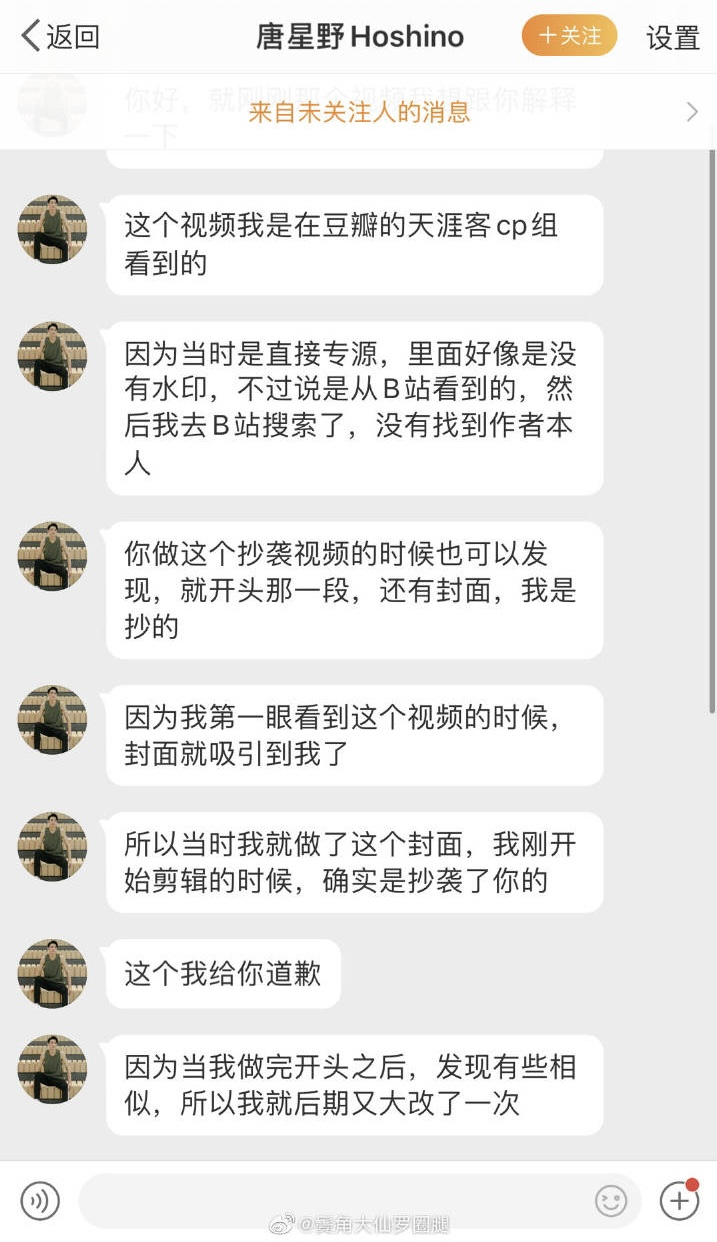 返回
唐星野Hoshino
+关注
设置
你好，就刚刚那个视频我想跟你解释
一下
来自未关注人的消息
这个视频我是在豆瓣的天涯客cp组
看到的
因为当时是直接专源，里面好像是没
有水印，不过说是从B站看到的，然
后我去B站搜索了，没有找到作者本
人
你做这个抄袭视频的时候也可以发
现，就开头那一段，还有封面，我是
抄的
因为我第一眼看到这个视频的时候，
封面就吸引到我了
所以当时我就做了这个封面，我刚开
始剪辑的时候，确实是抄袭了你的
这个我给你道歉
因为当我做完开头之后，发现有些相
似，所以我就后期又大改了一次
@鬓角大仙罗圈腿